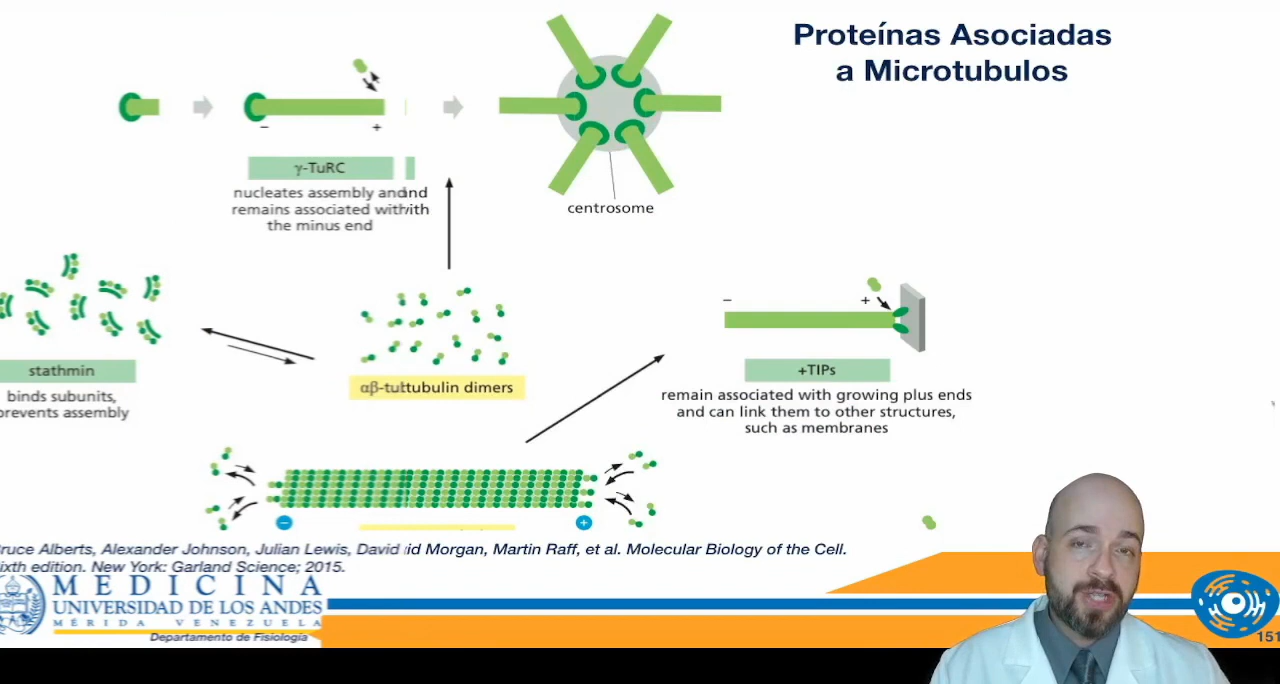 Proteínas Asociadas
a Microtubulos
−
+
γ-TuRC
nucleates assembly and
remains associated with
the minus end
centrosome
stathmin
binds subunits,
prevents assembly
αβ-tubulin dimers
−
+
+TIPs
remain associated with growing plus ends
and can link them to other structures,
such as membranes
−
+
ruce Alberts, Alexander Johnson, Julian Lewis, David Morgan, Martin Raff, et al. Molecular Biology of the Cell.
ixth edition. New York: Garland Science; 2015.
MEDICINA
UNIVERSIDAD DE LOS ANDES
MÉRIDA VENEZUELA
Departamento de Fisiología
151